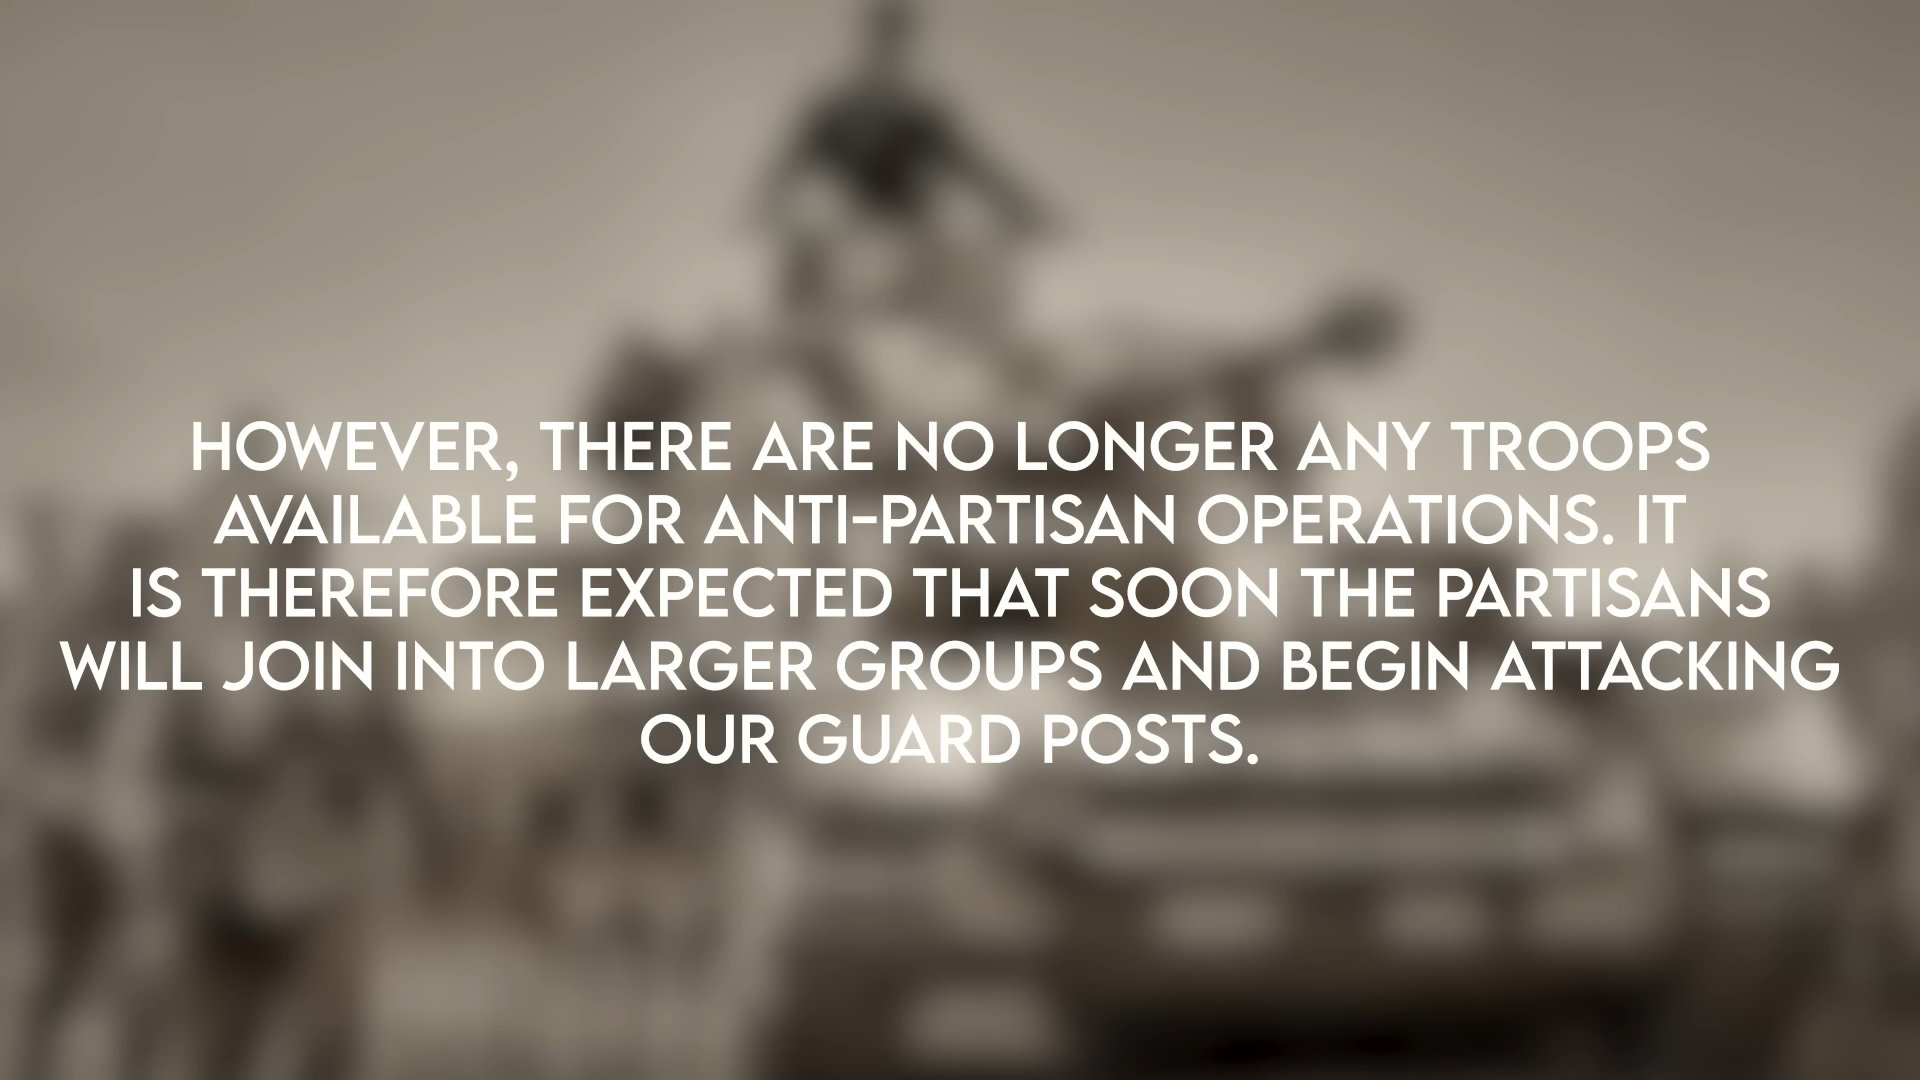 HOWEVER, THERE ARE NO LONGER ANY TROOPS
AVAILABLE FOR ANTI-PARTISAN OPERATIONS. IT
IS THEREFORE EXPECTED THAT SOON THE PARTISANS
WILL JOIN INTO LARGER GROUPS AND BEGIN ATTACKING
OUR GUARD POSTS.